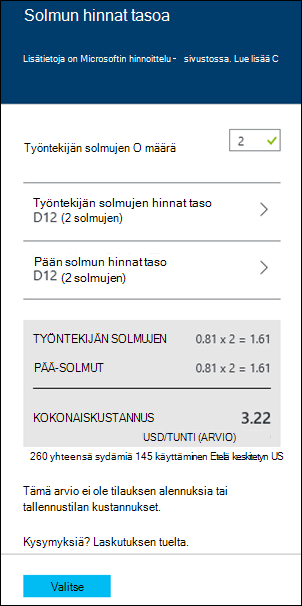 Solmun hinnat tasoa
Lisätietoja on Microsoftin hinnoittelu - sivustossa. Lue lisää C
Työntekijän solmujen O määrä
2
Työntekijän solmujen hinnat taso
D12 (2 solmujen)
Pään solmun hinnat taso
D12 (2 solmujen)
TYÖNTEKIJÄN SOLMUJEN 0.81 x 2 = 1.61
PÄÄ-SOLMUT 0.81 x 2 = 1.61
KOKONAISKUSTANNUS 3.22
USD/TUNTI (ARVIO)
260 yhteensä sydämiä 145 käyttäminen US
Tämä arvio ei ole tilauksen alennuksia tai
tallennustilan kustannukset.
Kysymyksiä? Laskutuksen tuelta.
Valitse